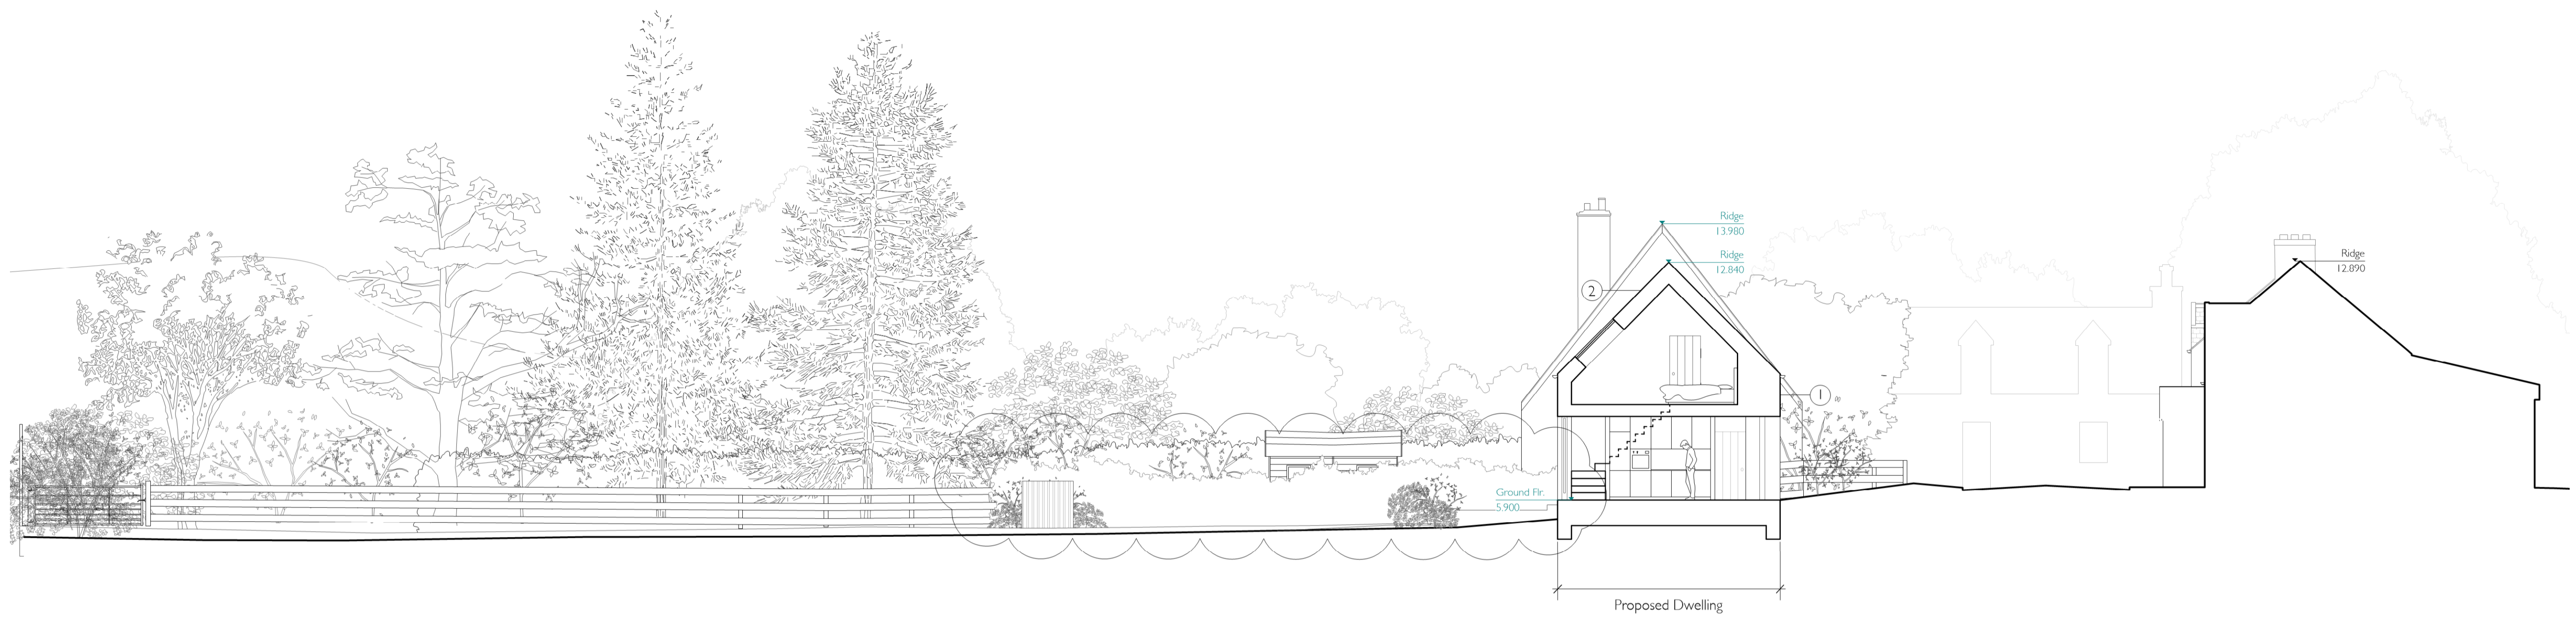 Ridge
13.980
Ridge
12.840
Ridge
12.890
2
1
Ground Flr.
5.900
Proposed Dwelling